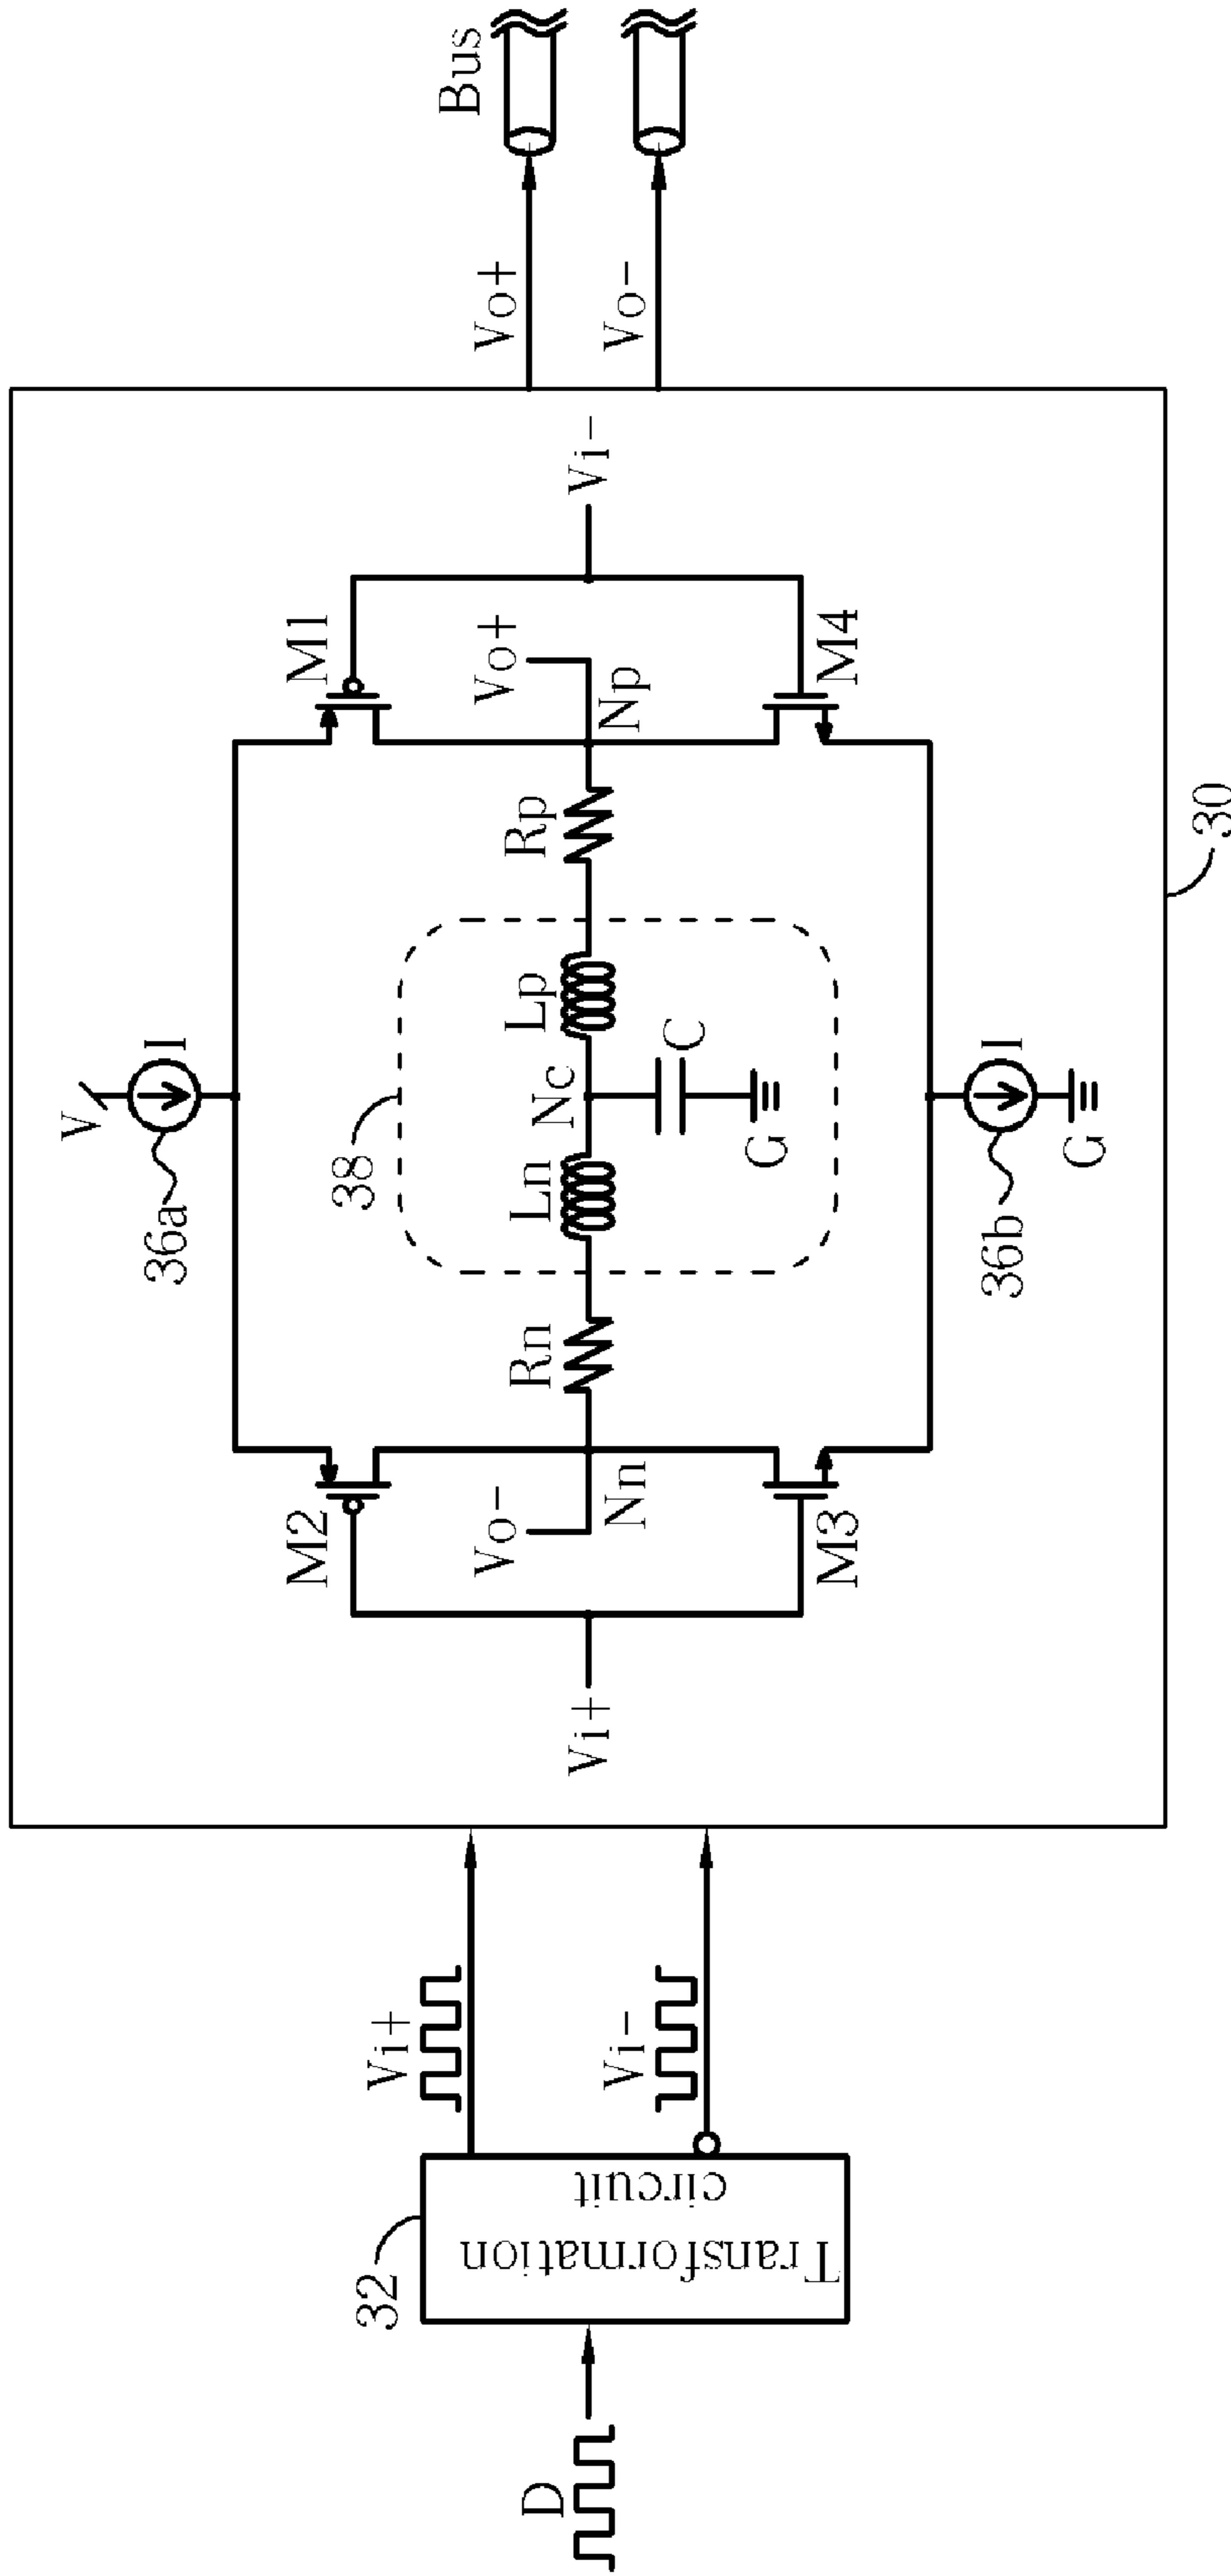 D
32
Transformation
circuit
Vi+
Vi-
30
V
36a
I
M2
M1
Vo-
Nn
Rn
38
Ln
Nc
Lp
C
G
Rp
Vo+
Np
Vi+
Vi-
M3
M4
36b
I
G
Vo+
Vo-
Bus